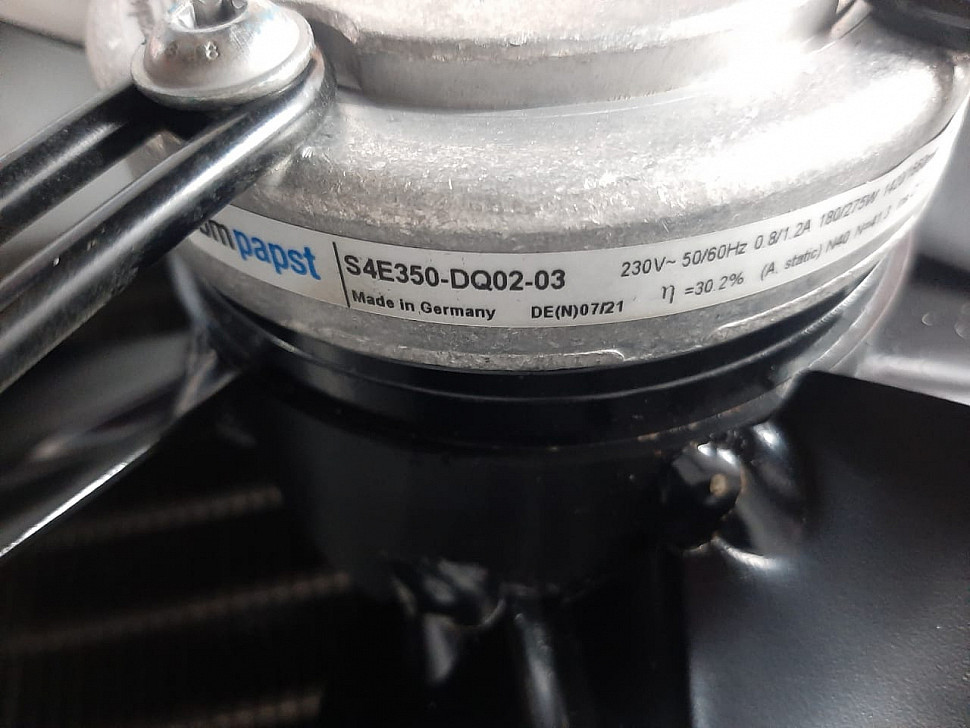 papst
S4E350-DQ02-03
Made in Germany DE(N)07/21
230V~ 50/60Hz 0.8/1.2A 180/275W
η =30.2% (A. static) N40